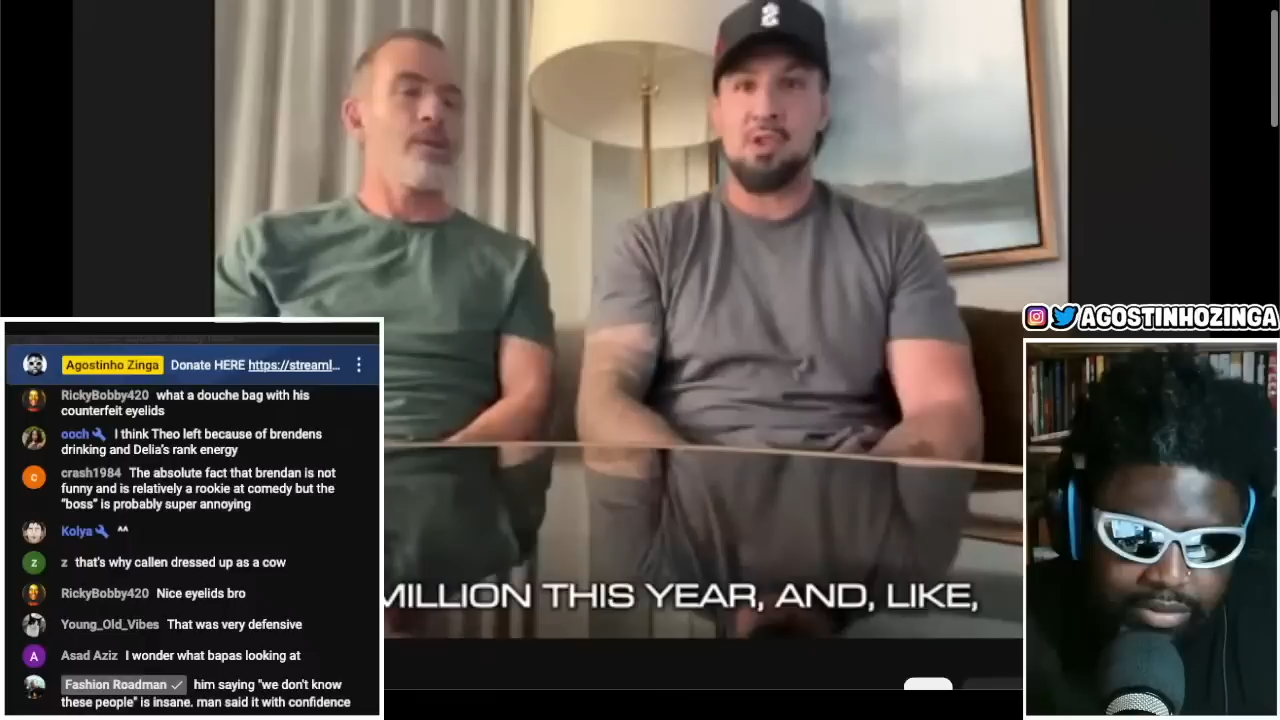 AGOSTINHOZINGA
Agostinho Zinga Donate HERE https://streaml...
RickyBobby420 what a douche bag with his
counterfeit eyelids
ooch I think Theo left because of brendens
drinking and Delia's rank energy
crash1984 The absolute fact that brendan is not
funny and is relatively a rookie at comedy but the
"boss" is probably super annoying
Kolya ^^
z that's why callen dressed up as a cow
RickyBobby420 Nice eyelids bro
Young_Old_Vibes That was very defensive
Asad Aziz I wonder what bapas looking at
Fashion Roadman him saying "we don't know
these people" is insane. man said it with confidence
MILLION THIS YEAR, AND, LIKE,